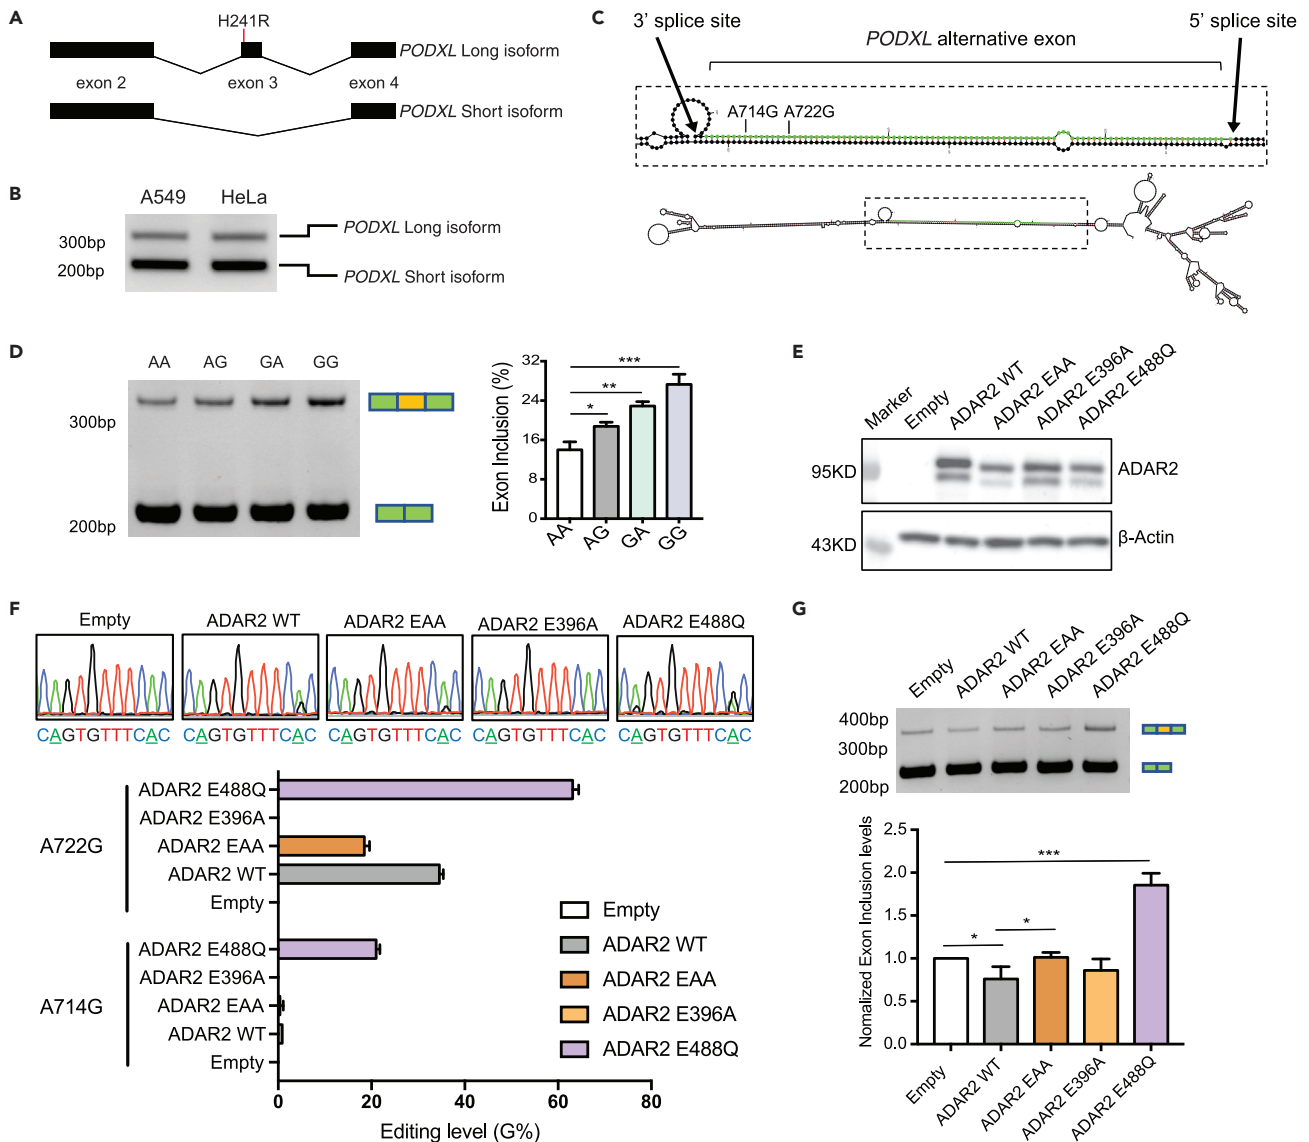 A
H241R
PODXL Long isoform
exon 2
exon 3
exon 4
PODXL Short isoform
B
A549
HeLa
300bp
200bp
PODXL Long isoform
PODXL Short isoform
C
3' splice site
5' splice site
PODXL alternative exon
A714G
A722G
D
AA
AG
GA
GG
300bp
200bp
Exon Inclusion (%)
32
24
16
8
0
***
**
*
AA
AG
GA
GG
E
Marker
Empty
ADAR2 WT
ADAR2 EAA
ADAR2 E396A
ADAR2 E488Q
95KD
ADAR2
43KD
β-Actin
F
Empty
ADAR2 WT
ADAR2 EAA
ADAR2 E396A
ADAR2 E488Q
CAGTGTTTCAC
CAGTGTTTCAC
CAGTGTTTCAC
CAGTGTTTCAC
CAGTGTTTCAC
A722G
ADAR2 E488Q
ADAR2 E396A
ADAR2 EAA
ADAR2 WT
Empty
A714G
ADAR2 E488Q
ADAR2 E396A
ADAR2 EAA
ADAR2 WT
Empty
0
20
40
60
80
Editing level (G%)
Empty
ADAR2 WT
ADAR2 EAA
ADAR2 E396A
ADAR2 E488Q
G
Empty
ADAR2 WT
ADAR2 EAA
ADAR2 E396A
ADAR2 E488Q
400bp
300bp
200bp
Nomalized Exon Inclusion levels
2.5
2.0
1.5
1.0
0.5
0.0
***
*
*
Empty
ADAR2 WT
ADAR2 EAA
ADAR2 E396A
ADAR2 E488Q